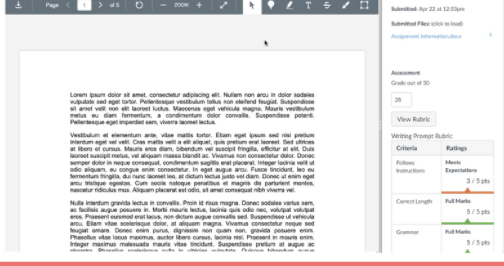 Page 1 of 5 ZOOM
Submitted: Apr 22 at 12:33pm
Submitted Files: (click to load)
Assignment Information.docx
Assessment
Grade out of 30
28
View Rubric
Writing Prompt Rubric
Criteria Ratings
Follows Instructions
Meets Expectations
3 / 5 pts
Correct Length
Full Marks
5 / 5 pts
Grammer
Full Marks
5 / 5 pts
Lorem ipsum dolor sit amet, consectetur adipiscing elit. Nullam non arcu in dolor sodales
vulputate sed eget tortor. Pellentesque vestibulum tellus non eleifend feugiat. Suspendisse
sit amet velit non elit laoreet semper. Maecenas eget vehicula magna. Mauris vestibulum
metus eu diam fermentum, a condimentum dolor convallis. Suspendisse potenti.
Pellentesque eget imperdiet sem, viverra laoreet lectus.
Vestibulum et elementum ante, vitae mattis tortor. Etiam eget ipsum sed nisi pretium
interdum eget vel velit. Cras mattis velit a elit aliquet, quis pretium erat laoreet. Sed ultrices
at libero et cursus. Mauris eros diam, bibendum vel suscipit fringilla, efficitur at elit. Duis
laoreet suscipit metus, vel aliquam massa blandit ac. Vivamus non consectetur dolor. Donec
semper dolor in neque consequat, condimentum sagittis erat placerat. Integer lacinia velit ut
odio aliquam, eu congue enim consectetur. In eget augue arcu. Fusce tincidunt, leo eu
fermentum fringilla, dui nunc laoreet leo, at dictum lectus justo vel dolor. Donec ut enim eget
arcu tristique egestas. Cum sociis natoque penatibus et magnis dis parturient montes,
nascetur ridiculus mus. Aliquam placerat est odio, sit amet consequat nibh viverra vel.
Nulla interdum gravida lectus in convallis. Proin id risus magna. Donec sodales varius sem,
ac facilisis augue posuere in. Morbi mauris lectus, lacinia quis odio nec, volutpat volutpat
eros. Praesent euismod erat lacus, non dictum augue convallis sed. Suspendisse ut vehicula
arcu. Etiam vitae scelerisque dolor, at aliquam magna. Vivamus consectetur neque sed
feugiat ornare. Donec enim purus, dignissim non quam non, gravida posuere enim.
Phasellus vitae lacus maximus, auctor libero cursus, lacinia nisl. Praesent in mauris enim.
Integer maximus malesuada mauris vitae tincidunt. Suspendisse pretium at augue ac